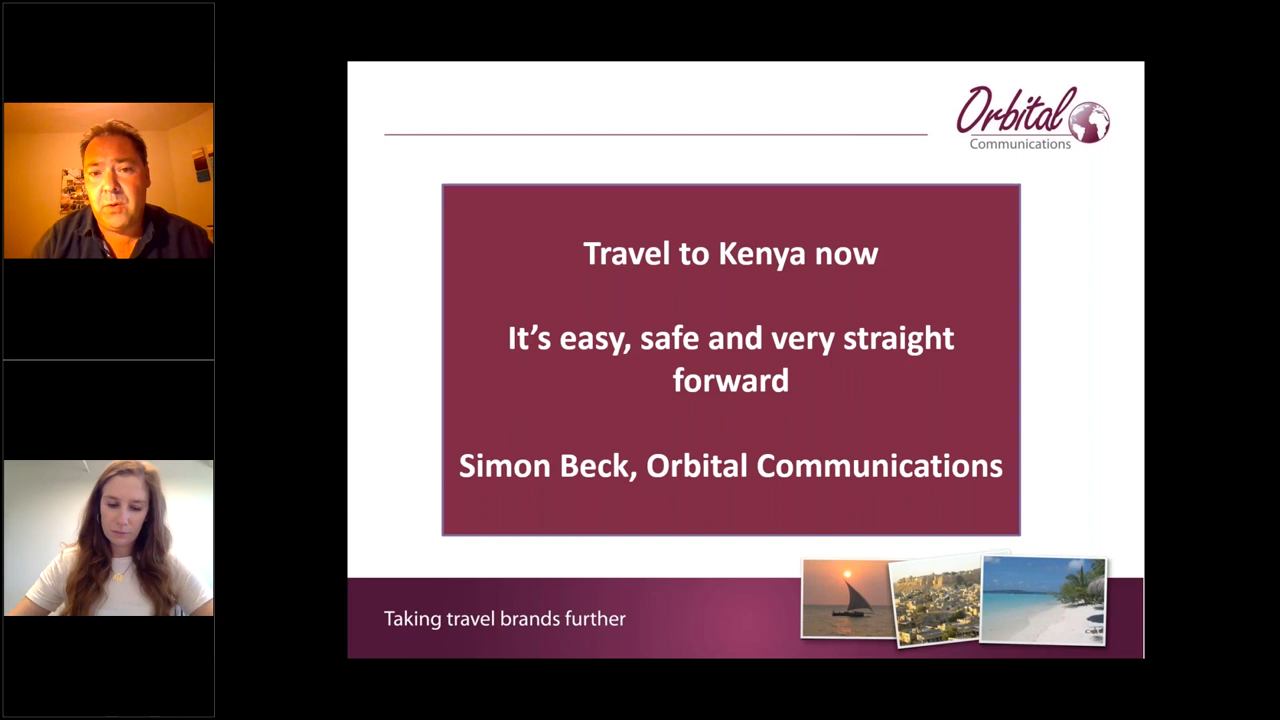 Orbital
Communications
Travel to Kenya now
It's easy, safe and very straight
forward
Simon Beck, Orbital Communications
Taking travel brands further